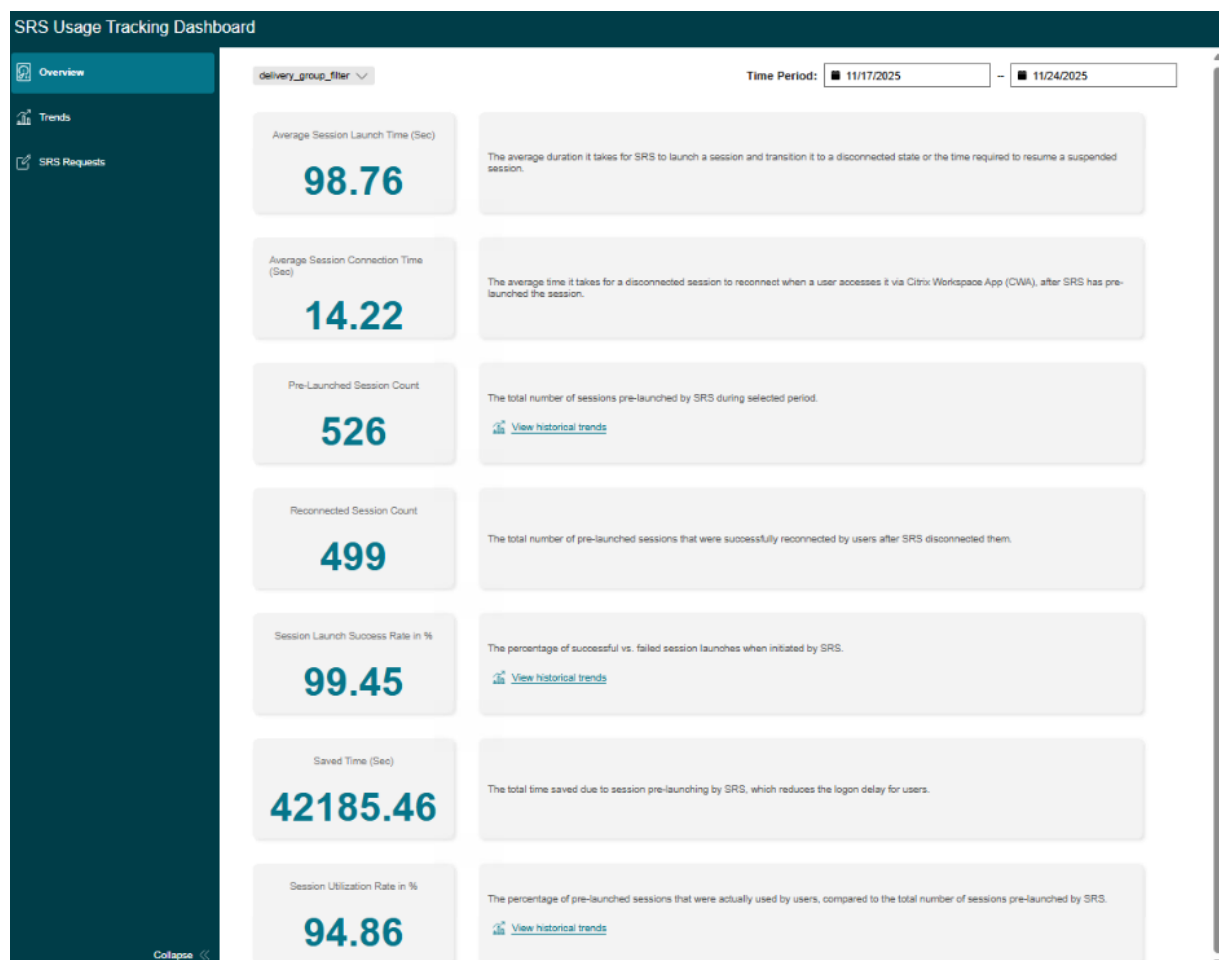 SRS Usage Tracking Dashboard
Overview
Trends
SRS Requests
Collapse
delivery_group_filter
Time Period: 11/17/2025 – 11/24/2025
Average Session Launch Time (Sec)
98.76
The average duration it takes for SRS to launch a session and transition it to a disconnected state or the time required to resume a suspended
session.
Average Session Connection Time
(Sec)
14.22
The average time it takes for a disconnected session to reconnect when a user accesses it via Citrix Workspace App (CWA), after SRS has pre-
launched the session.
Pre-Launched Session Count
526
The total number of sessions pre-launched by SRS during selected period.
View historical trends
Reconnected Session Count
499
The total number of pre-launched sessions that were successfully reconnected by users after SRS disconnected them.
Session Launch Success Rate in %
99.45
The percentage of successful vs. failed session launches when initiated by SRS.
View historical trends
Saved Time (Sec)
42185.46
The total time saved due to session pre-launching by SRS, which reduces the logon delay for users.
Session Utilization Rate in %
94.86
The percentage of pre-launched sessions that were actually used by users, compared to the total number of sessions pre-launched by SRS.
View historical trends